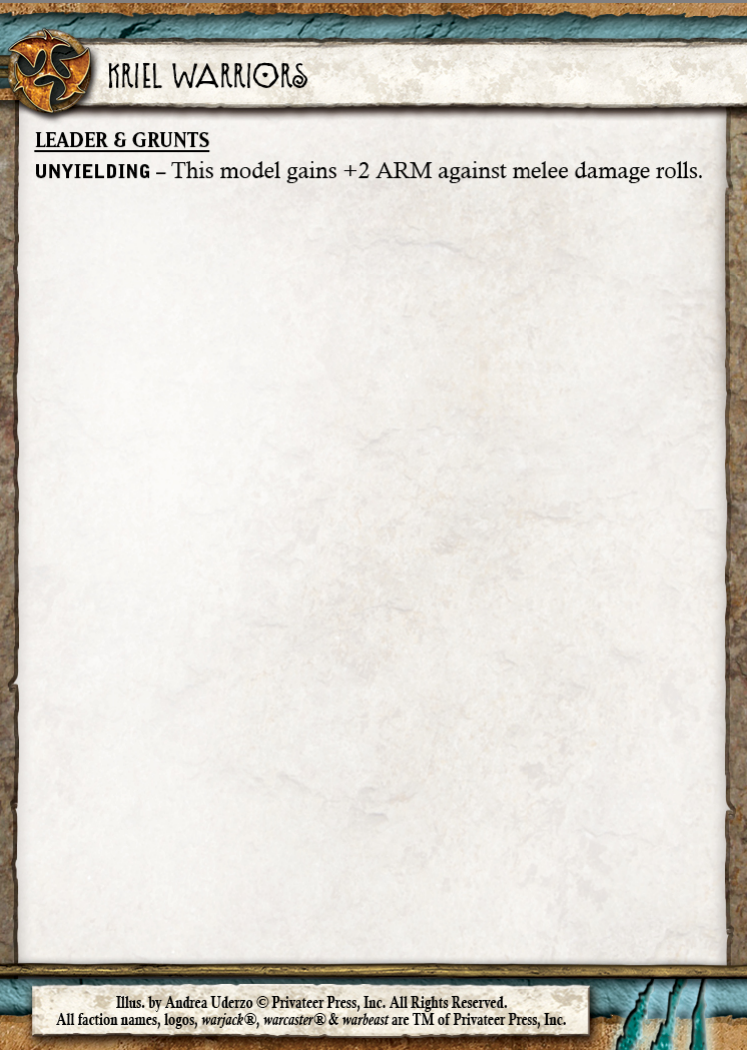 KRIEL WARRIORS
LEADER & GRUNTS
UNYIELDING – This model gains +2 ARM against melee damage rolls.
Illus. by Andrea Uderzo © Privateer Press, Inc. All Rights Reserved.
All faction names, logos, warjack®, warcaster® & warbeast are TM of Privateer Press, Inc.